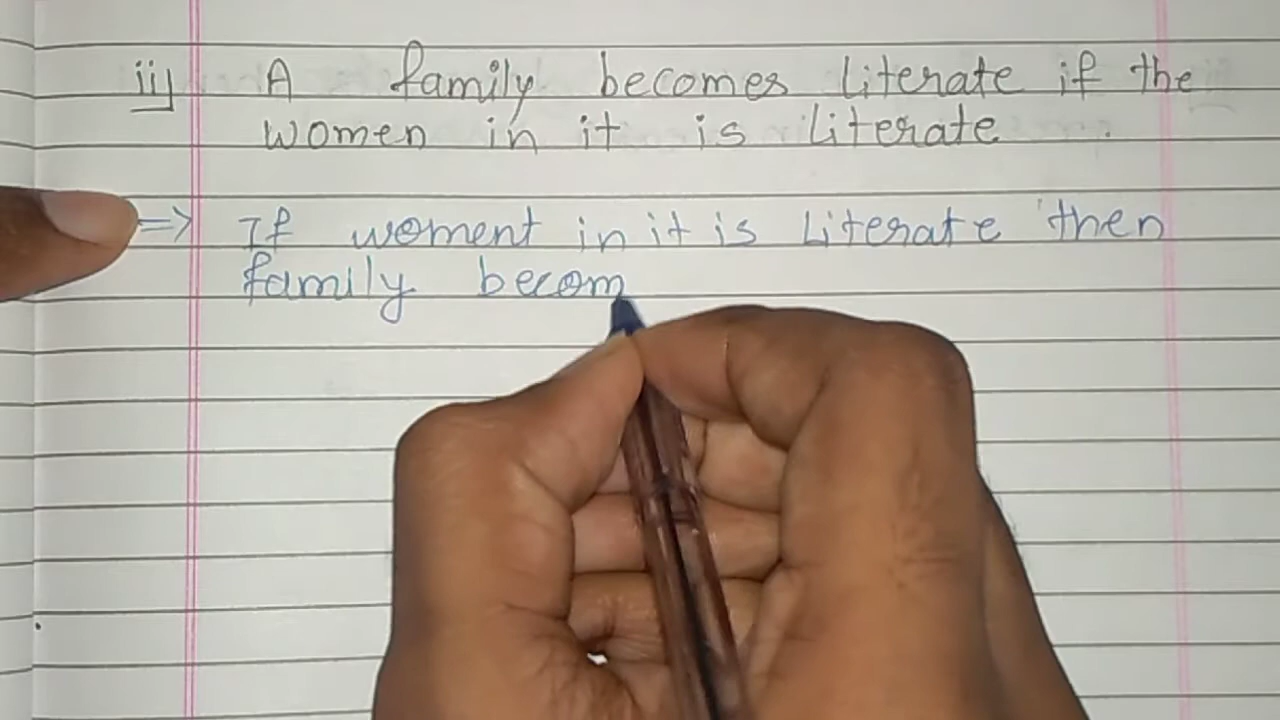 ii) A family becomes literate if the
women in it is literate .
=> If woment in it is literate then
family becom